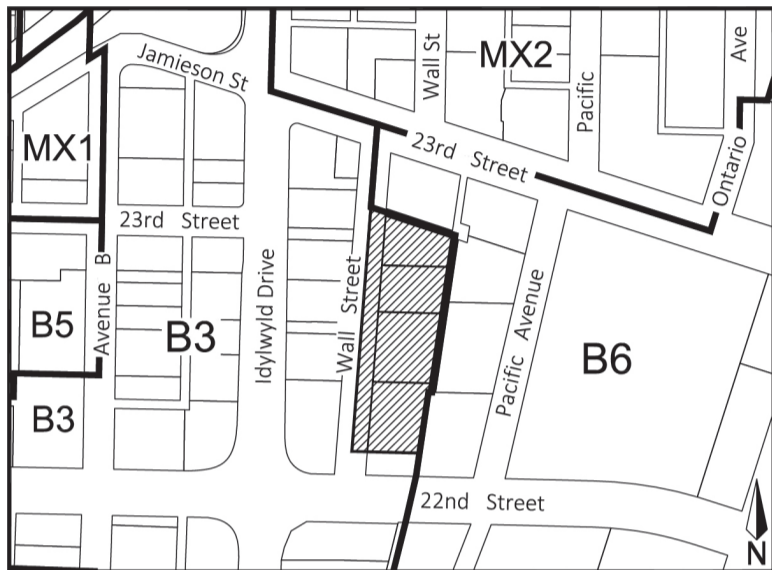 Jamieson St
Wall St
MX2
Pacific
Ave
MX1
23rd Street
Ontario
23rd Street
Avenue B
Idylwyld Drive
Wall Street
B5
B3
Pacific Avenue
B6
B3
22nd Street
N